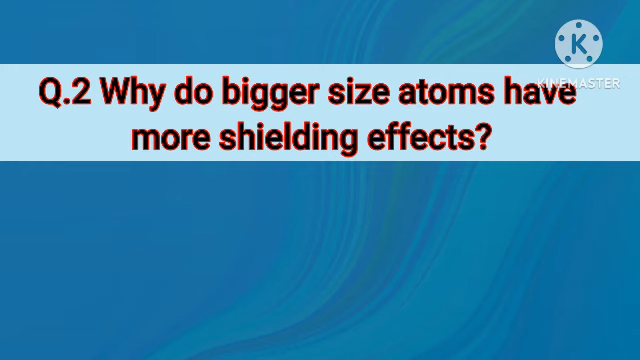 Q.2 Why do bigger size atoms have
more shielding effects?
K
KINEMASTER